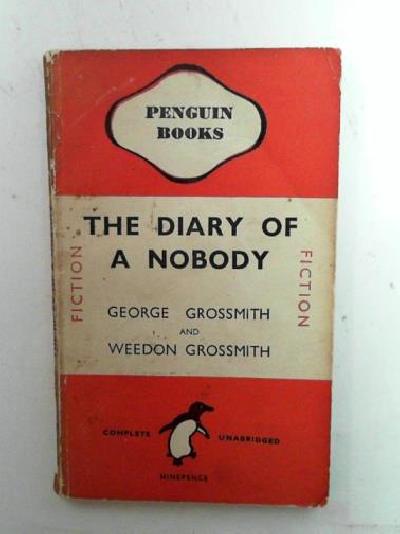 PENGUIN
BOOKS
THE DIARY OF
A NOBODY
FICTION
FICTION
GEORGE GROSSMITH
AND
WEEDON GROSSMITH
COMPLETE UNABRIDGED
NINEPENCE